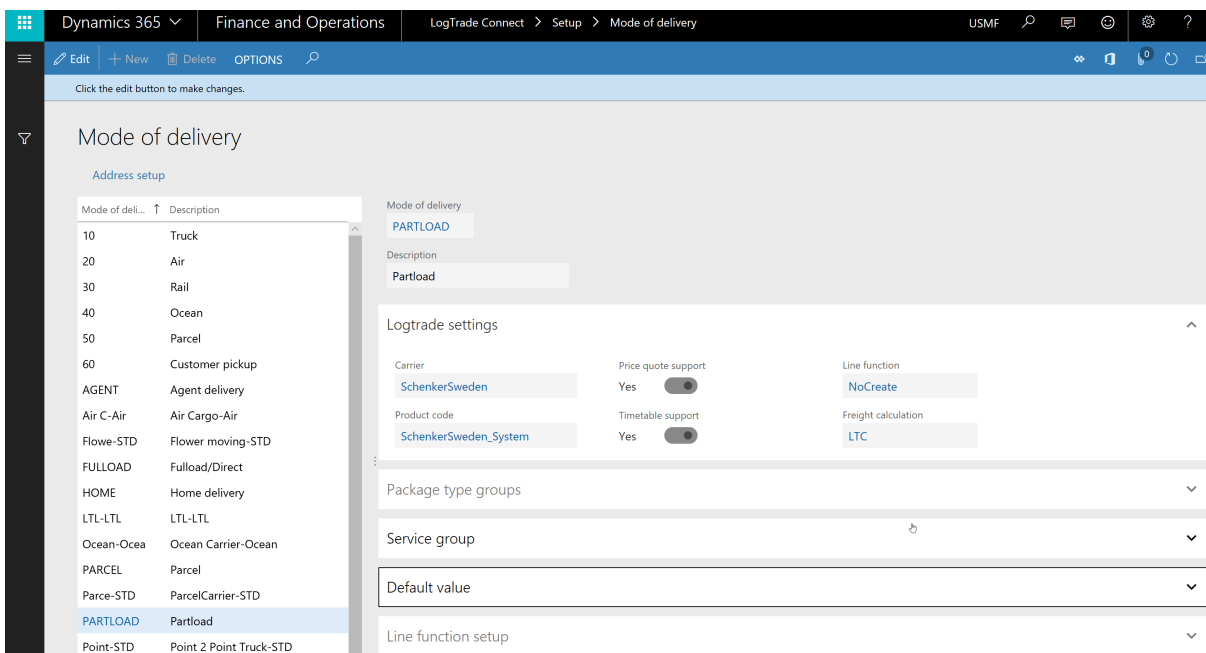 Dynamics 365 Finance and Operations LogTrade Connect > Setup > Mode of delivery USMF ?
Edit + New Delete OPTIONS 0
Click the edit button to make changes.
Mode of delivery
Address setup
Mode of deli... ↑ Description
10 Truck
20 Air
30 Rail
40 Ocean
50 Parcel
60 Customer pickup
AGENT Agent delivery
Air C-Air Air Cargo-Air
Flowe-STD Flower moving-STD
FULLOAD Fulload/Direct
HOME Home delivery
LTL-LTL LTL-LTL
Ocean-Ocea Ocean Carrier-Ocean
PARCEL Parcel
Parce-STD ParcelCarrier-STD
PARTLOAD Partload
Point-STD Point 2 Point Truck-STD
Mode of delivery
PARTLOAD
Description
Partload
Logtrade settings
Carrier
SchenkerSweden
Product code
SchenkerSweden_System
Price quote support
Yes
Timetable support
Yes
Line function
NoCreate
Freight calculation
LTC
Package type groups
Service group
Default value
Line function setup